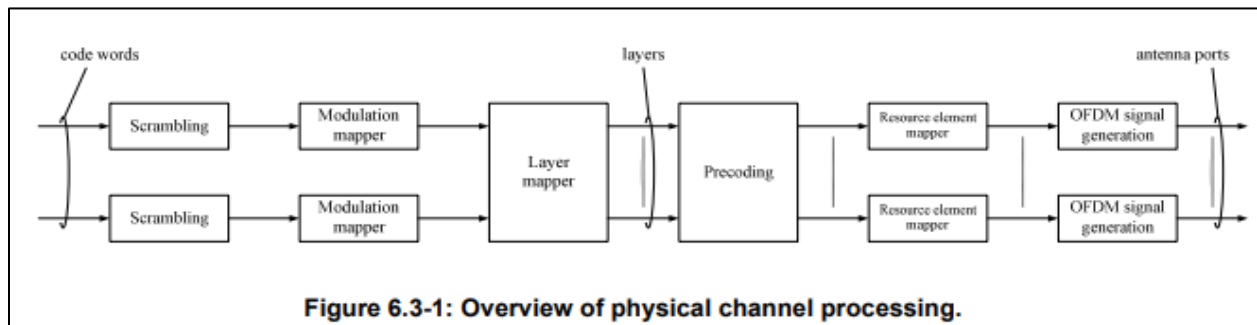 code words
layers
antenna ports
Scrambling
Modulation
mapper
Layer
mapper
Precoding
Resource element
mapper
OFDM signal
generation
Scrambling
Modulation
mapper
Resource element
mapper
OFDM signal
generation
Figure 6.3-1: Overview of physical channel processing.